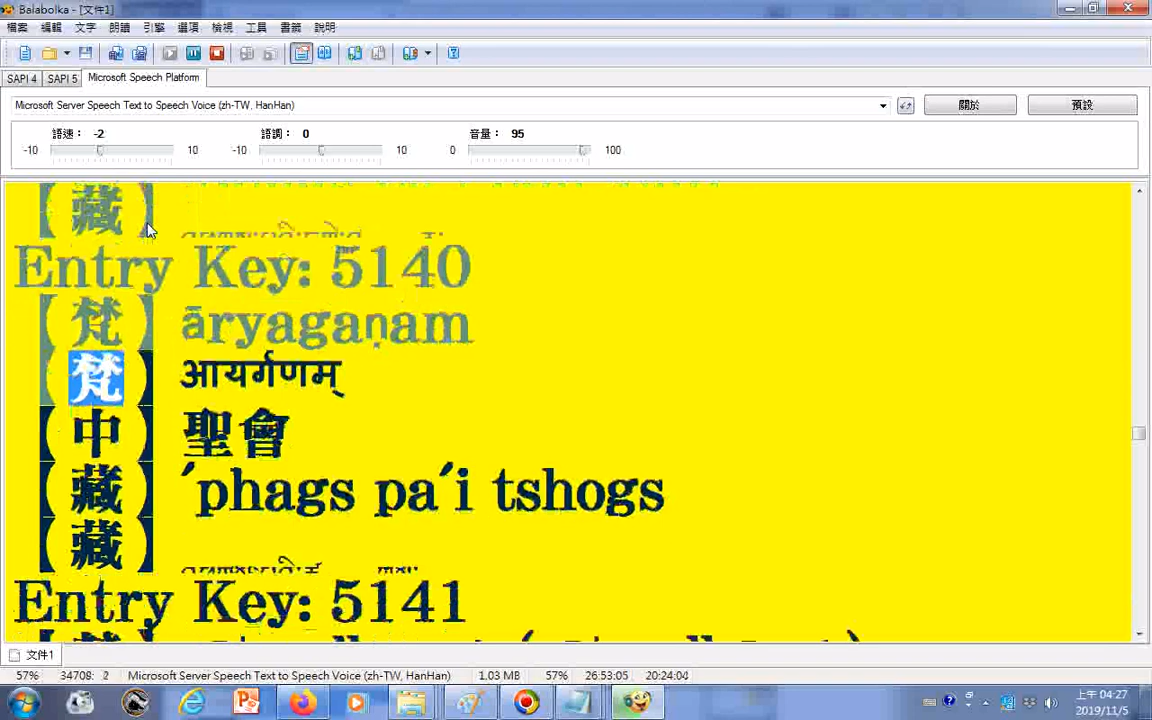 Balabolka - [文件1]
檔案 編輯 文字 朗讀 引擎 選項 檢視 工具 書籤 說明
SAPI 4 SAPI 5 Microsoft Speech Platform
Microsoft Server Speech Text to Speech Voice (zh-TW, HanHan) 關於 預設
語速： -2 語調： 0 音量： 95
-10 10 -10 10 0 100
【藏】
Entry Key: 5140
【梵】 āryagaṇam
【梵】 आयर्गणम्
【中】 聖會
【藏】 ´phags pa´i tshogs
【藏】
Entry Key: 5141
文件1
57% 34708: 2 Microsoft Server Speech Text to Speech Voice (zh-TW, HanHan) 1.03 MB 57% 26:53:05 20:24:04
上午 04:27
2019/11/5